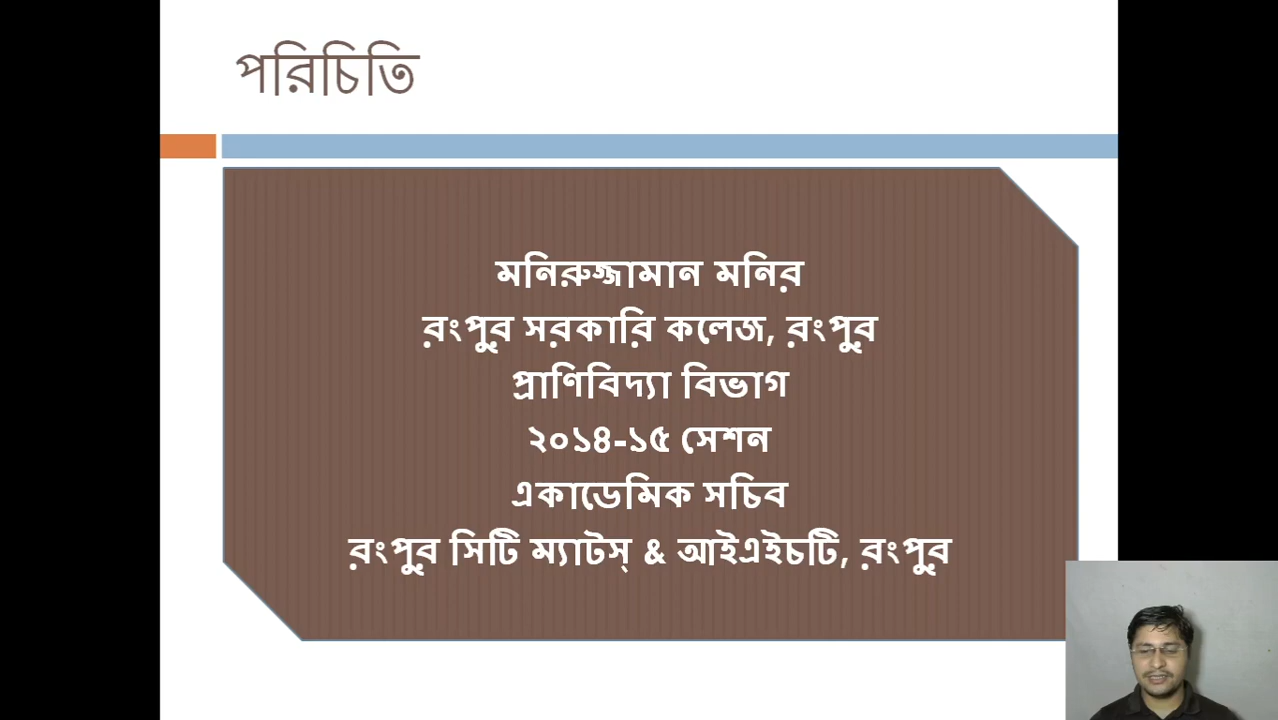 পরিচিতি
মনিরুজ্জামান মনির
রংপুর সরকারি কলেজ, রংপুর
প্রাণিবিদ্যা বিভাগ
২০১৪-১৫ সেশন
একাডেমিক সচিব
রংপুর সিটি ম্যাটস্ & আইএইচটি, রংপুর